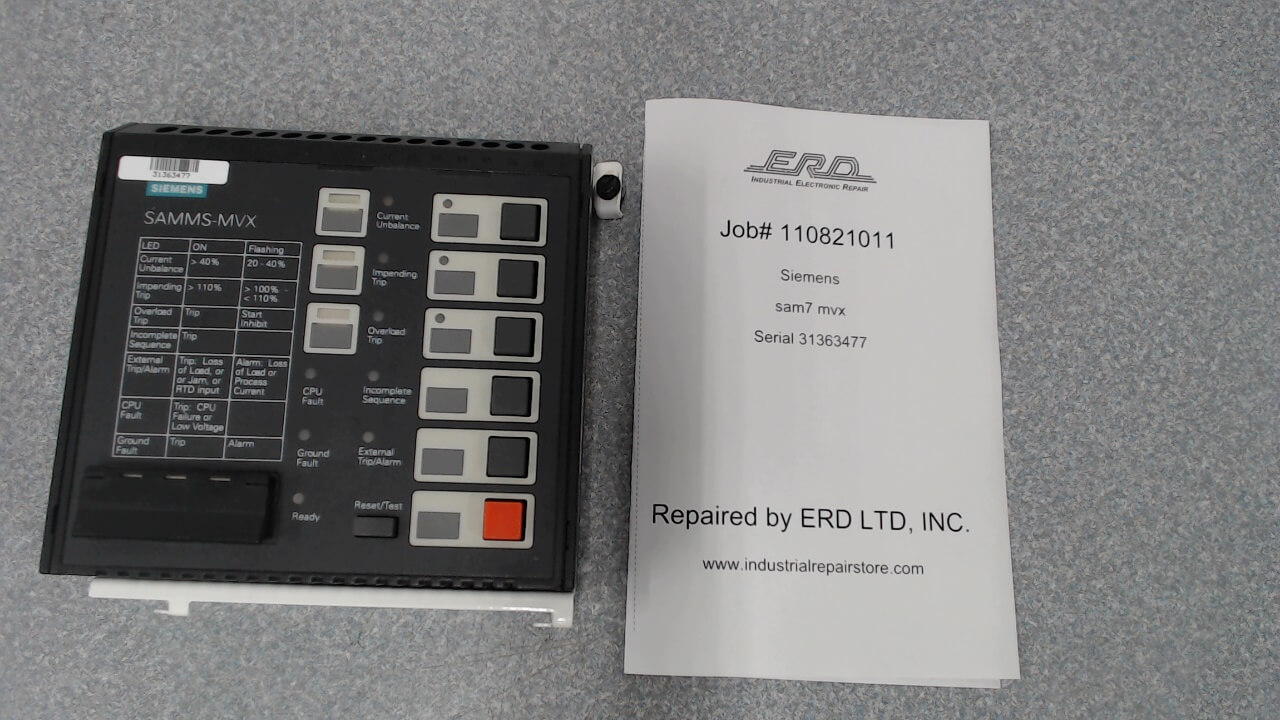 31363477
SIEMENS
SAMMS-MVX
LED ON Flashing
Current Unbalance > 40% 20 - 40%
Impending Trip > 110% > 100% - < 110%
Overload Trip Trip Start Inhibit
Incomplete Sequence Trip
External Trip/Alarm Trip: Loss of Load, or or Jam, or RTD input Alarm: Loss of Load or Process Current
CPU Fault Trip: CPU Failure or Low Voltage
Ground Fault Trip Alarm
Current
Unbalance
Impending
Trip
Overload
Trip
CPU
Fault
Incomplete
Sequence
Ground
Fault
External
Trip/Alarm
Ready
Reset/Test
ERD
INDUSTRIAL ELECTRONIC REPAIR
Job# 110821011
Siemens
sam7 mvx
Serial 31363477
Repaired by ERD LTD, INC.
www.industrialrepairstore.com